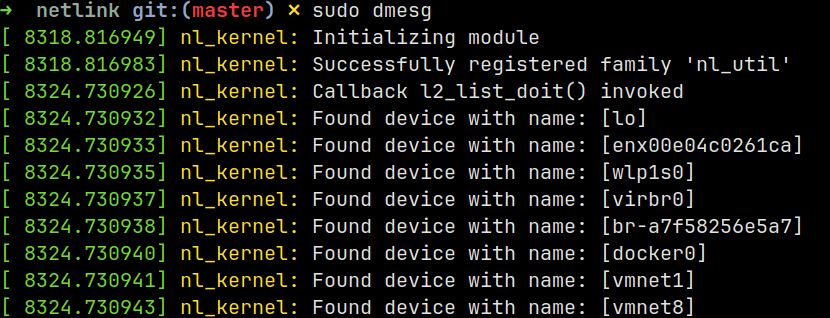 → netlink git:(master) × sudo dmesg
[ 8318.816949] nl_kernel: Initializing module
[ 8318.816983] nl_kernel: Successfully registered family 'nl_util'
[ 8324.730926] nl_kernel: Callback l2_list_doit() invoked
[ 8324.730932] nl_kernel: Found device with name: [lo]
[ 8324.730933] nl_kernel: Found device with name: [enx00e04c0261ca]
[ 8324.730935] nl_kernel: Found device with name: [wlp1s0]
[ 8324.730937] nl_kernel: Found device with name: [virbr0]
[ 8324.730938] nl_kernel: Found device with name: [br-a7f58256e5a7]
[ 8324.730940] nl_kernel: Found device with name: [docker0]
[ 8324.730941] nl_kernel: Found device with name: [vmnet1]
[ 8324.730943] nl_kernel: Found device with name: [vmnet8]